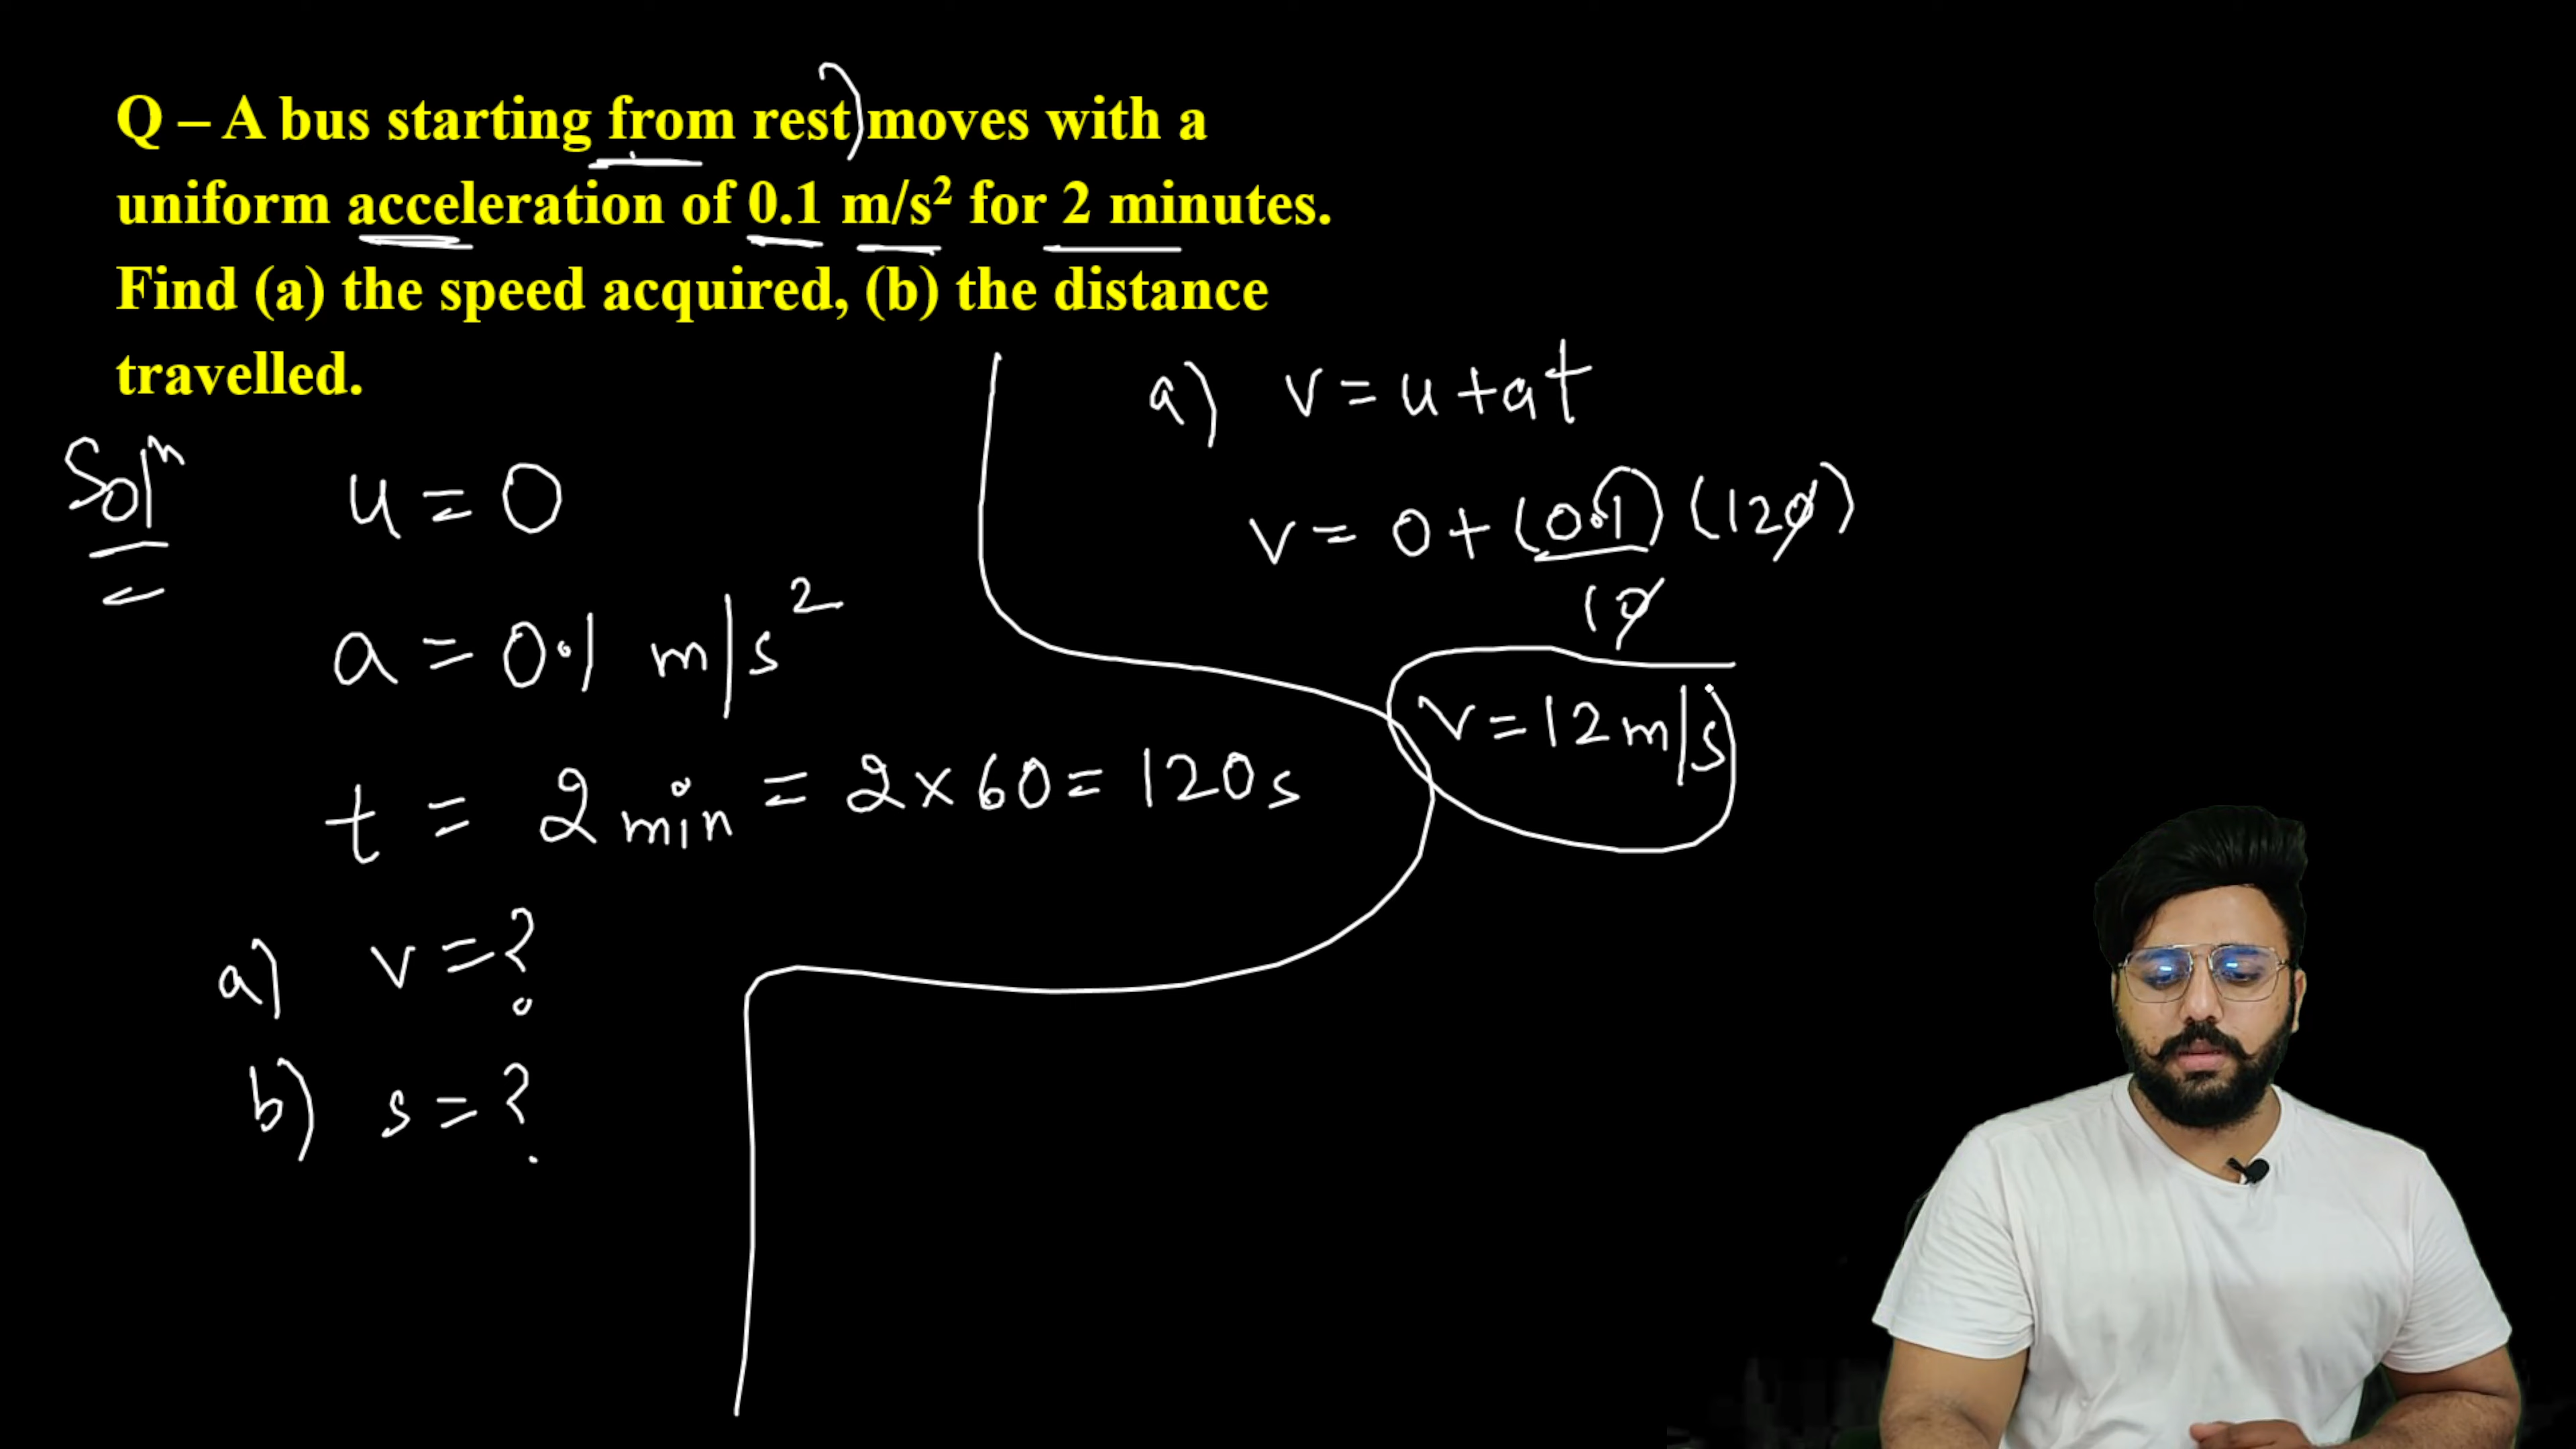 Q – A bus starting from rest) moves with a
uniform acceleration of 0.1 m/s² for 2 minutes.
Find (a) the speed acquired, (b) the distance
travelled.
Solⁿ
u = 0
a = 0.1 m/s²
t = 2 min = 2 × 60 = 120 s
a) v = ?
b) s = ?
a) v = u + at
v = 0 + (0.1) (120)
10
v = 12 m/s